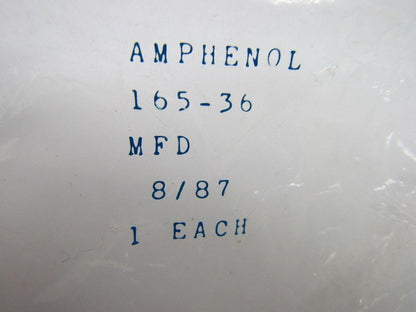 AMPHENOL
165-36
MFD
8/87
1 EACH